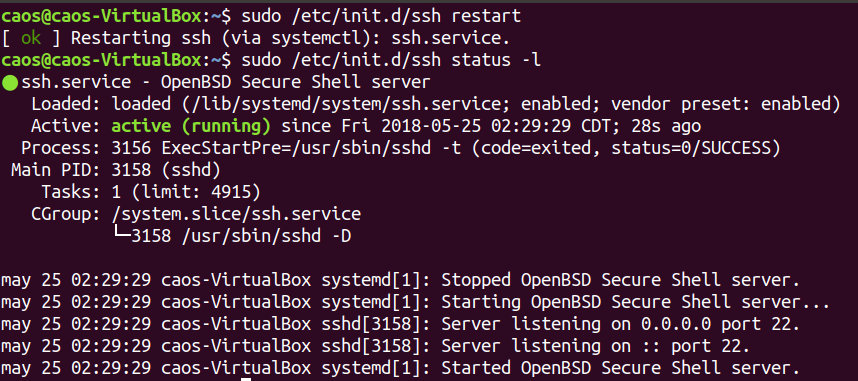 caos@caos-VirtualBox:~$ sudo /etc/init.d/ssh restart
[ ok ] Restarting ssh (via systemctl): ssh.service.
caos@caos-VirtualBox:~$ sudo /etc/init.d/ssh status -l
● ssh.service - OpenBSD Secure Shell server
   Loaded: loaded (/lib/systemd/system/ssh.service; enabled; vendor preset: enabled)
   Active: active (running) since Fri 2018-05-25 02:29:29 CDT; 28s ago
  Process: 3156 ExecStartPre=/usr/sbin/sshd -t (code=exited, status=0/SUCCESS)
 Main PID: 3158 (sshd)
    Tasks: 1 (limit: 4915)
   CGroup: /system.slice/ssh.service
           └─3158 /usr/sbin/sshd -D

may 25 02:29:29 caos-VirtualBox systemd[1]: Stopped OpenBSD Secure Shell server.
may 25 02:29:29 caos-VirtualBox systemd[1]: Starting OpenBSD Secure Shell server...
may 25 02:29:29 caos-VirtualBox sshd[3158]: Server listening on 0.0.0.0 port 22.
may 25 02:29:29 caos-VirtualBox sshd[3158]: Server listening on :: port 22.
may 25 02:29:29 caos-VirtualBox systemd[1]: Started OpenBSD Secure Shell server.